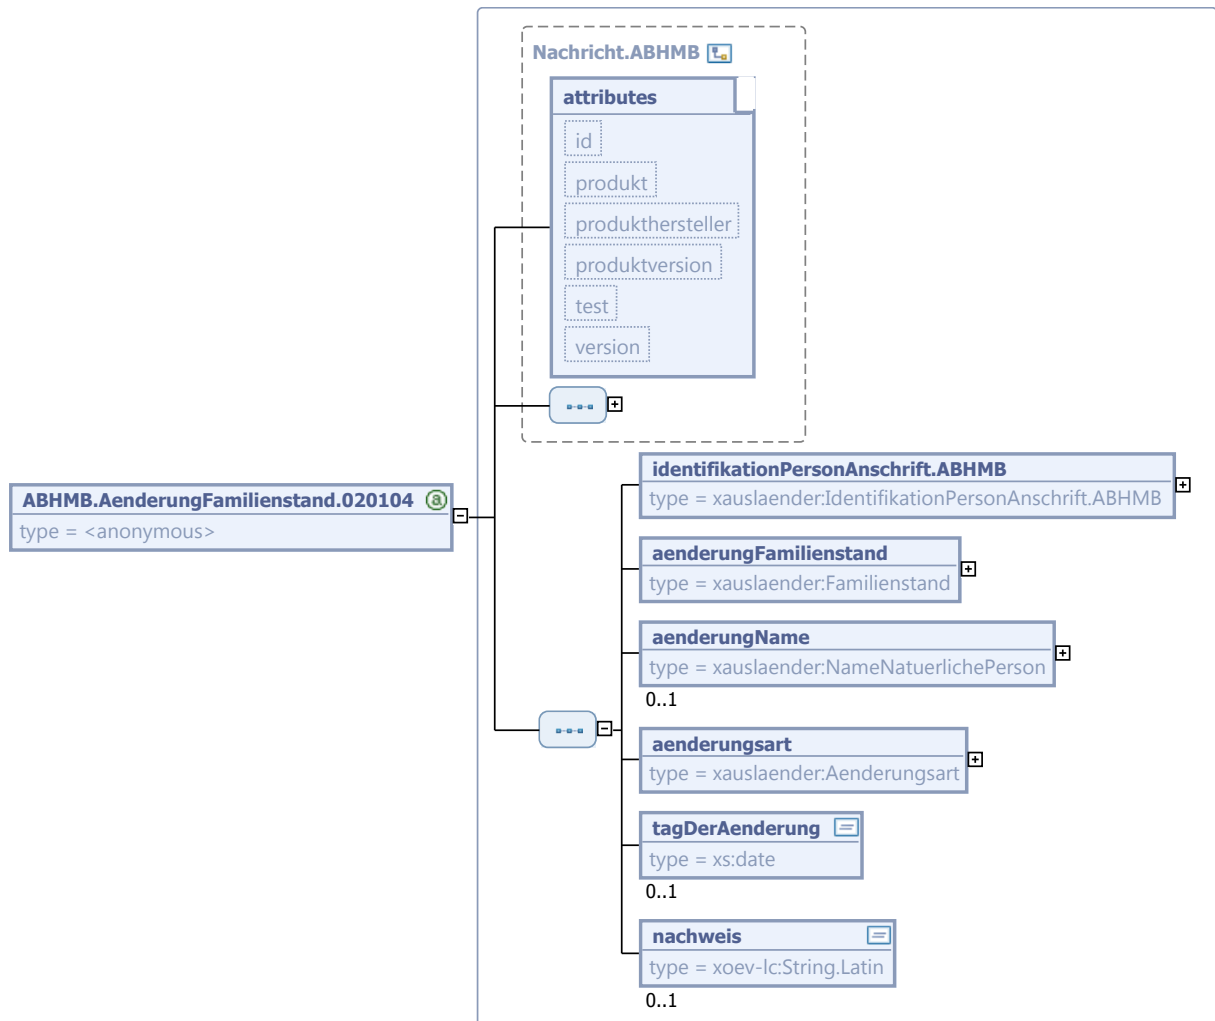 Nachricht.ABHMB
attributes
id
produkt
produkthersteller
produktversion
test
version
ABHMB.AenderungFamilienstand.020104
type = <anonymous>
identifikationPersonAnschrift.ABHMB
type = xauslaender:IdentifikationPersonAnschrift.ABHMB
aenderungFamilienstand
type = xauslaender:Familienstand
aenderungName
type = xauslaender:NameNatuerlichePerson
0..1
aenderungsart
type = xauslaender:Aenderungsart
tagDerAenderung
type = xs:date
0..1
nachweis
type = xoev-lc:String.Latin
0..1